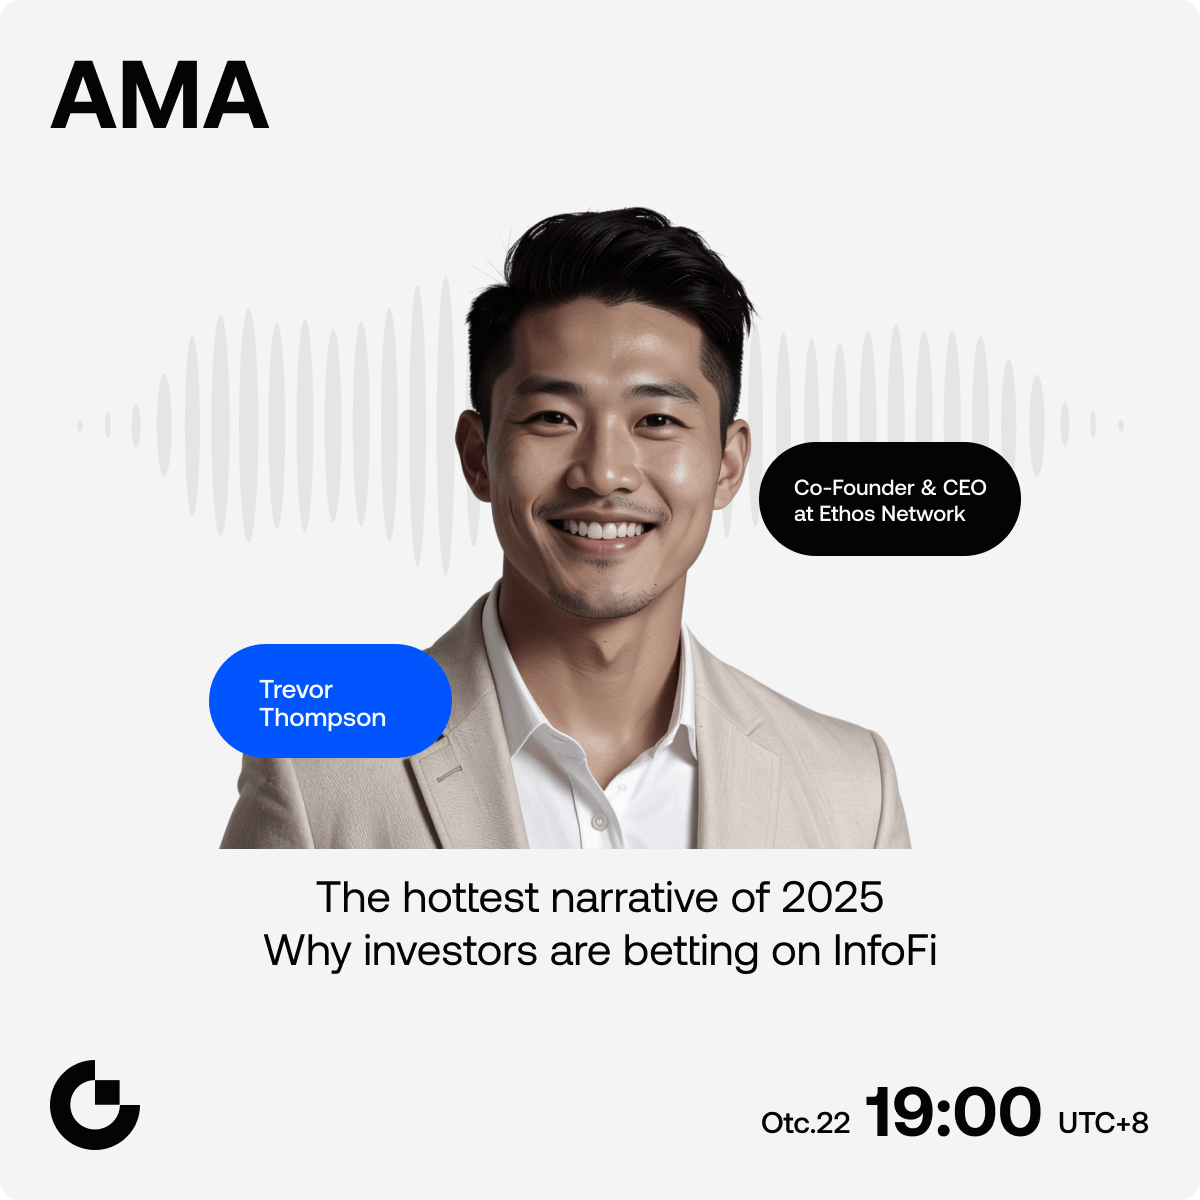 AMA
Co-Founder & CEO
at Ethos Network
Trevor
Thompson
The hottest narrative of 2025
Why investors are betting on InfoFi
Otc.22 19:00 UTC+8